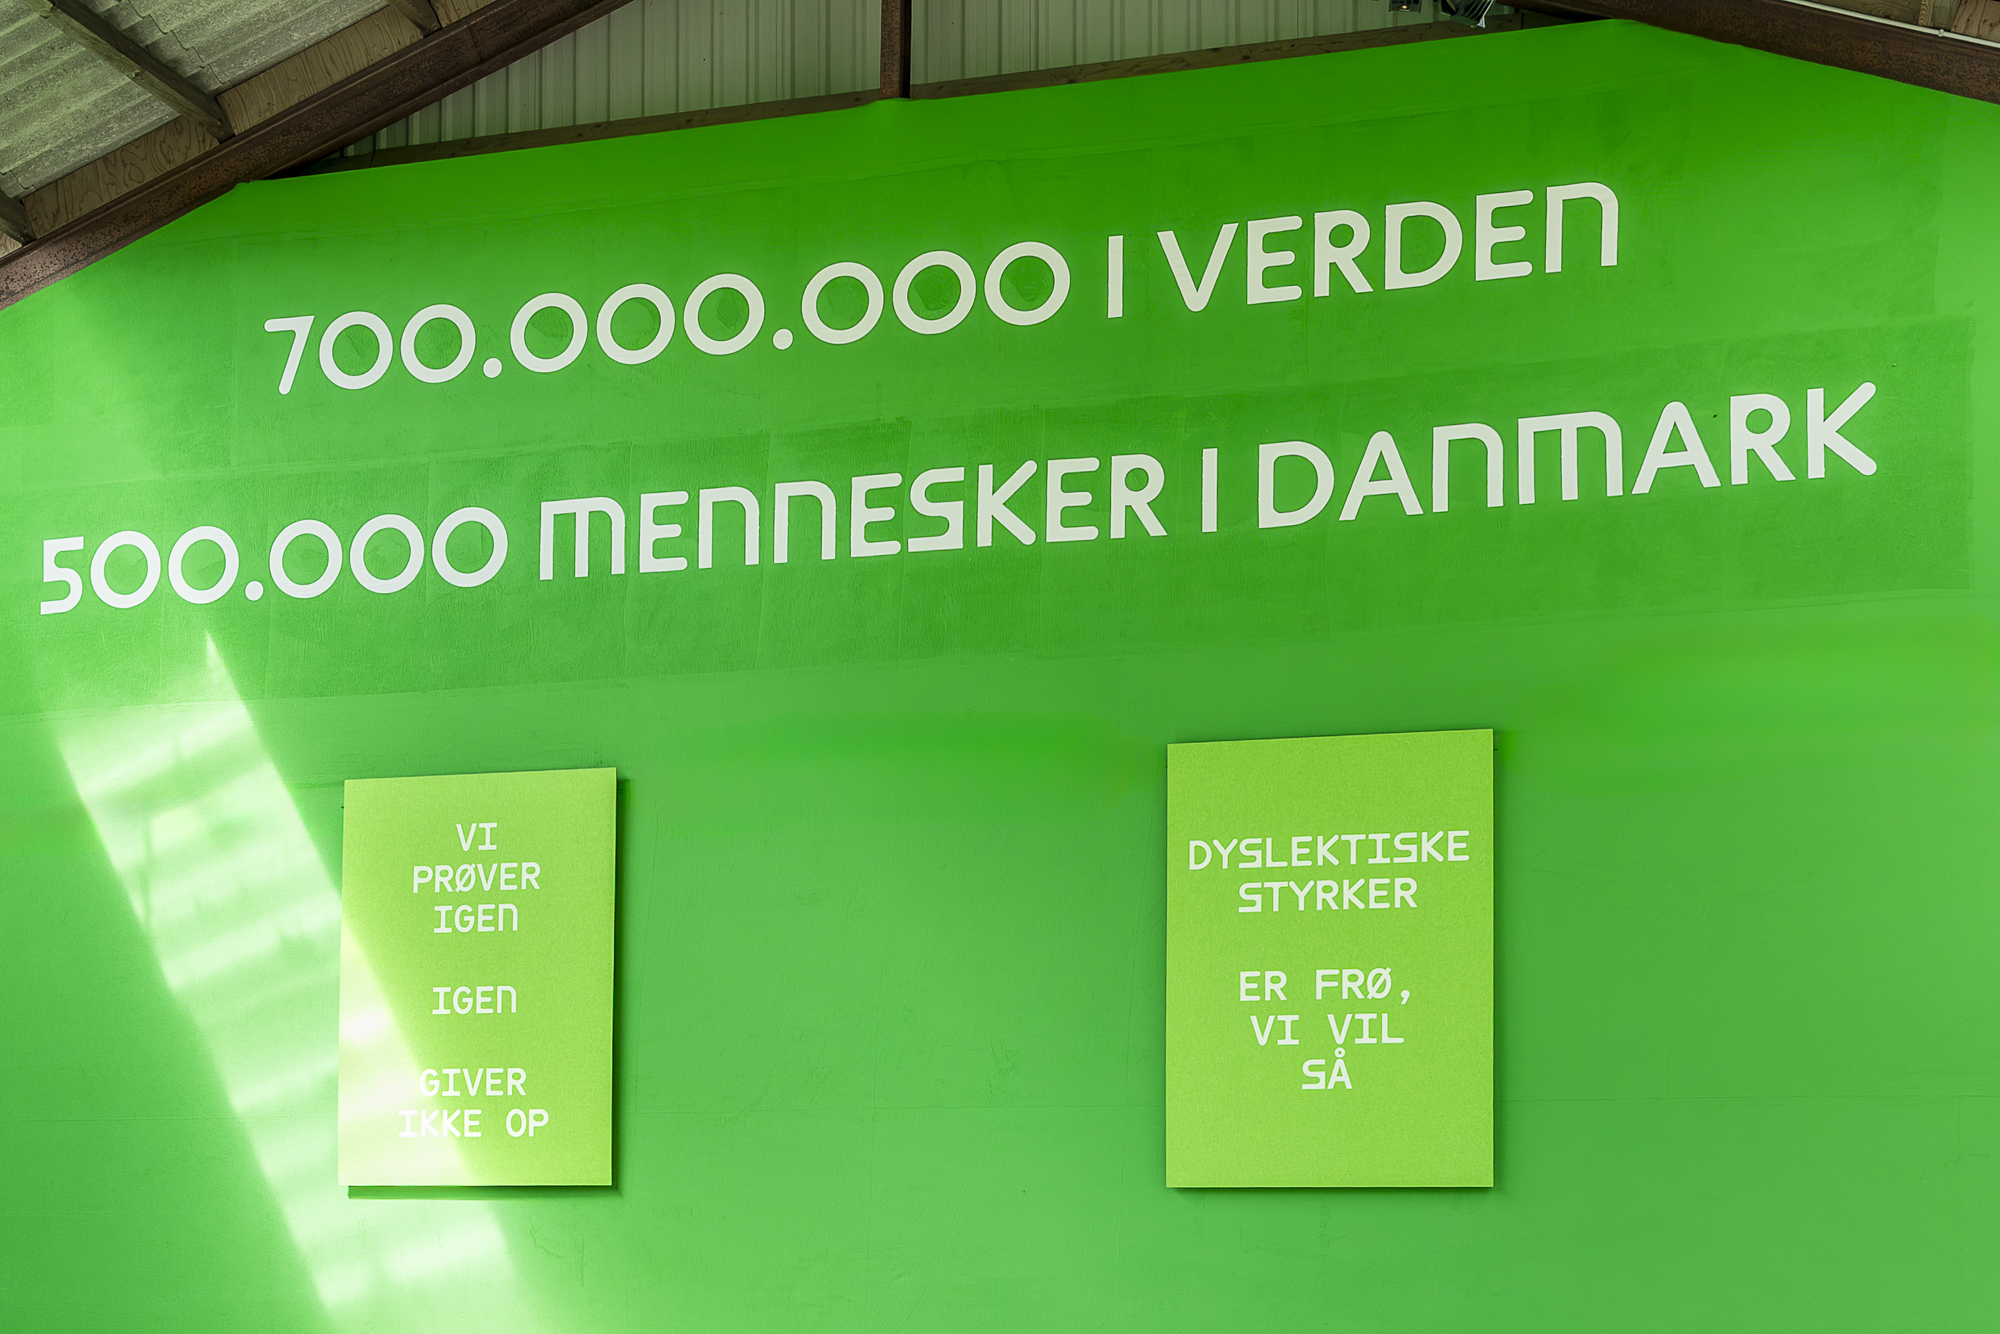 700.000.000 I VERDEN
500.000 MENNESKER I DANMARK
VI
PRØVER
IGEN
IGEN
GIVER
IKKE OP
DYSLEKTISKE
STYRKER
ER FRØ,
VI VIL
SÅ